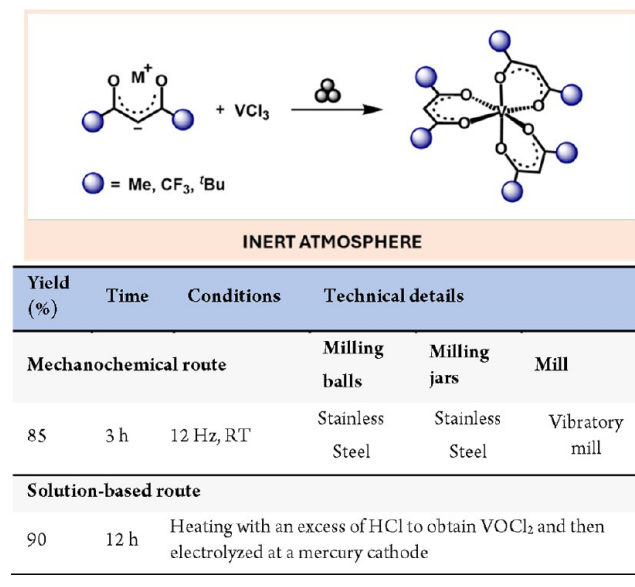 M⁺
O O
−
+ VCl₃
O
O
O
O
V
O
O
= Me, CF₃, ᵗBu
INERT ATMOSPHERE
Yield (%) Time Conditions Technical details
Mechanochemical route Milling balls Milling jars Mill
85 3 h 12 Hz, RT Stainless Steel Stainless Steel Vibratory mill
Solution-based route
90 12 h Heating with an excess of HCl to obtain VOCl₂ and then
electrolyzed at a mercury cathode